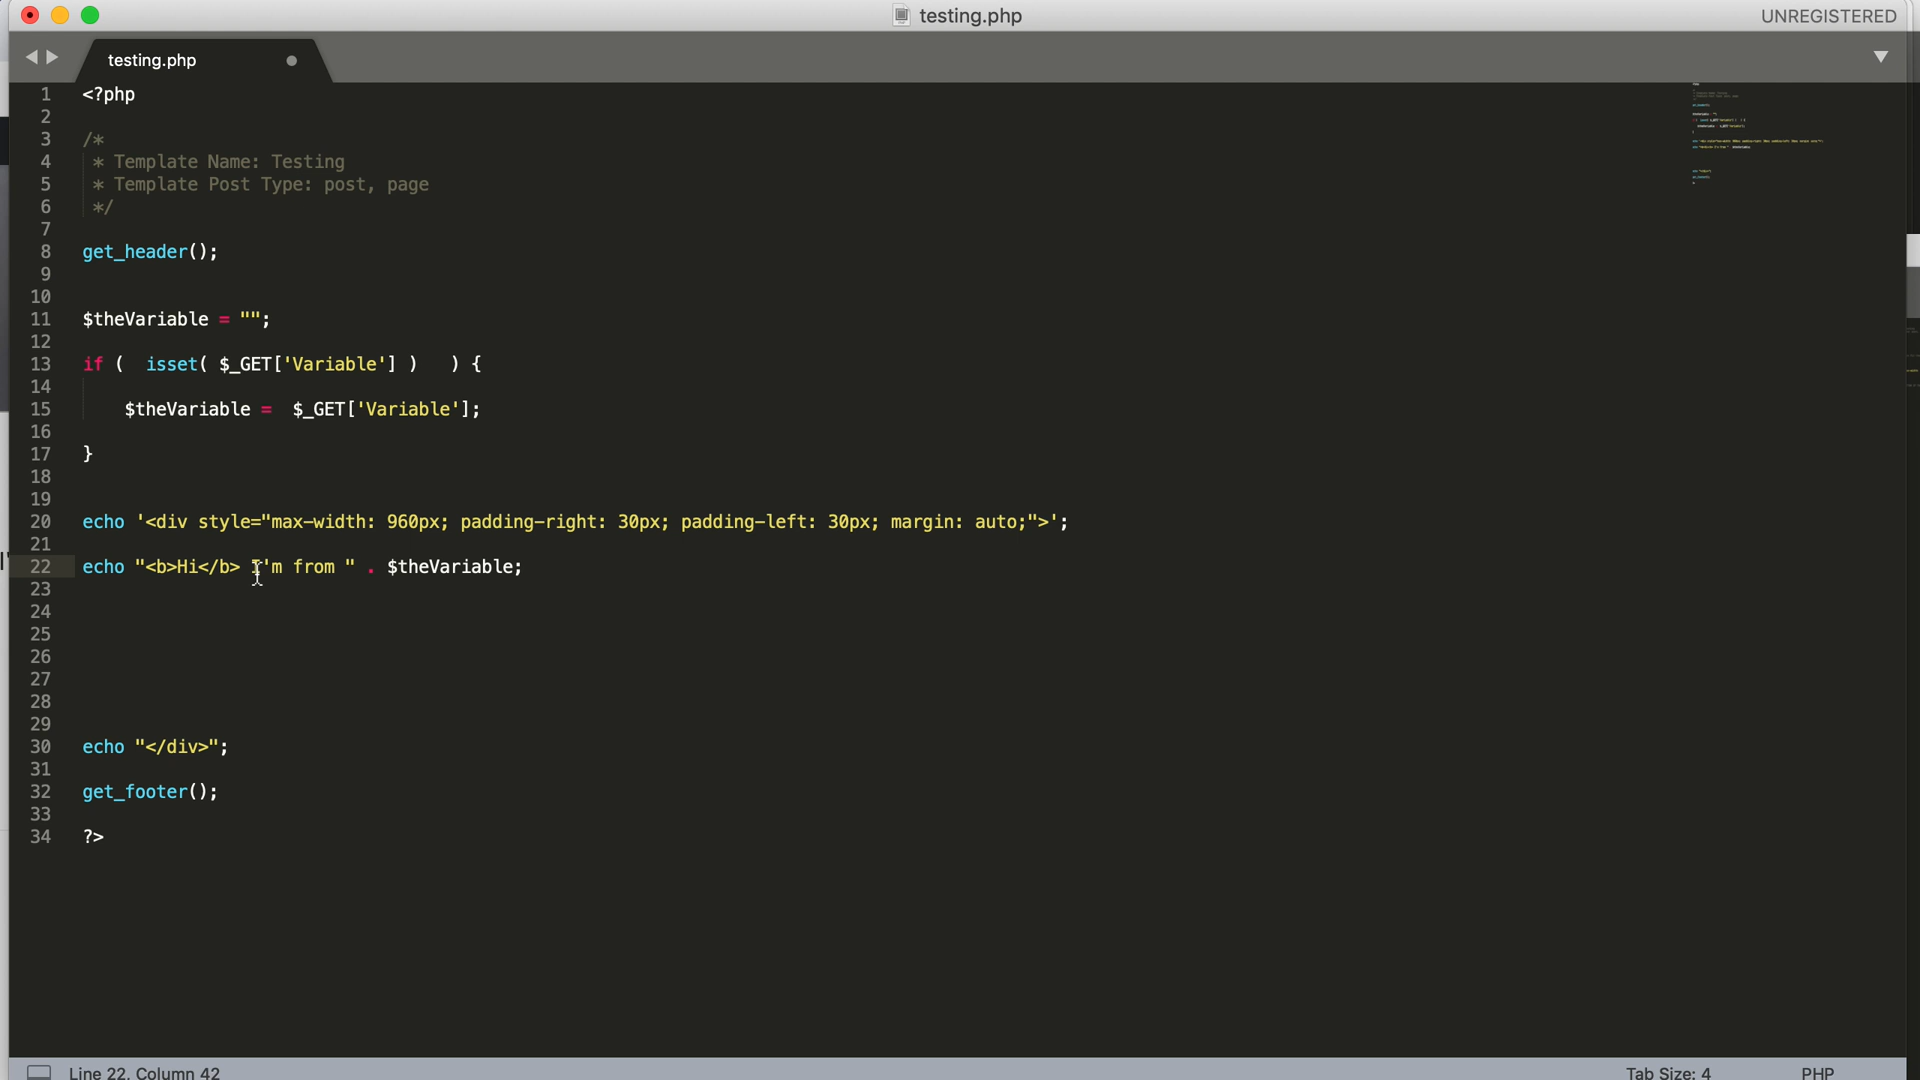 testing.php
UNREGISTERED
testing.php
1 <?php
2
3 /*
4 * Template Name: Testing
5 * Template Post Type: post, page
6 */
7
8 get_header();
9
10
11 $theVariable = "";
12
13 if (  isset( $_GET['Variable'] )   ) {
14
15     $theVariable =  $_GET['Variable'];
16
17 }
18
19
20 echo '<div style="max-width: 960px; padding-right: 30px; padding-left: 30px; margin: auto;">';
21
22 echo "<b>Hi</b> I'm from " . $theVariable;
23
24
25
26
27
28
29
30 echo "</div>";
31
32 get_footer();
33
34 ?>
Line 22, Column 42
Tab Size: 4
PHP